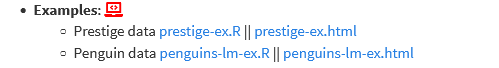 • Examples:
◦ Prestige data prestige-ex.R || prestige-ex.html
◦ Penguin data penguins-lm-ex.R || penguins-lm-ex.html